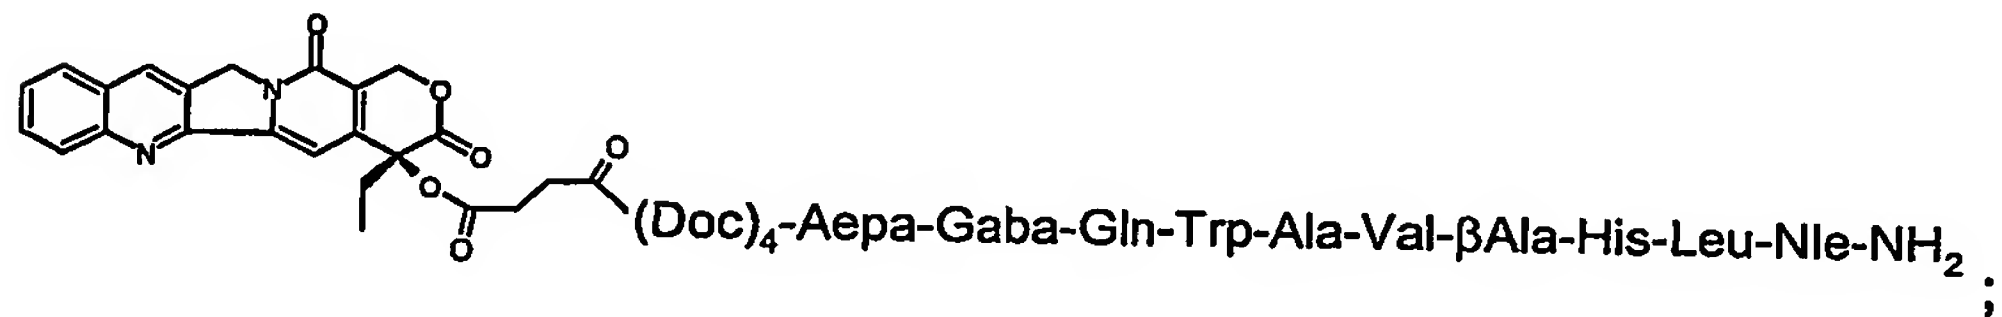 O
N
O
N
O
O
O
O
(Doc)₄-Aepa-Gaba-Gln-Trp-Ala-Val-βAla-His-Leu-Nle-NH₂ ;